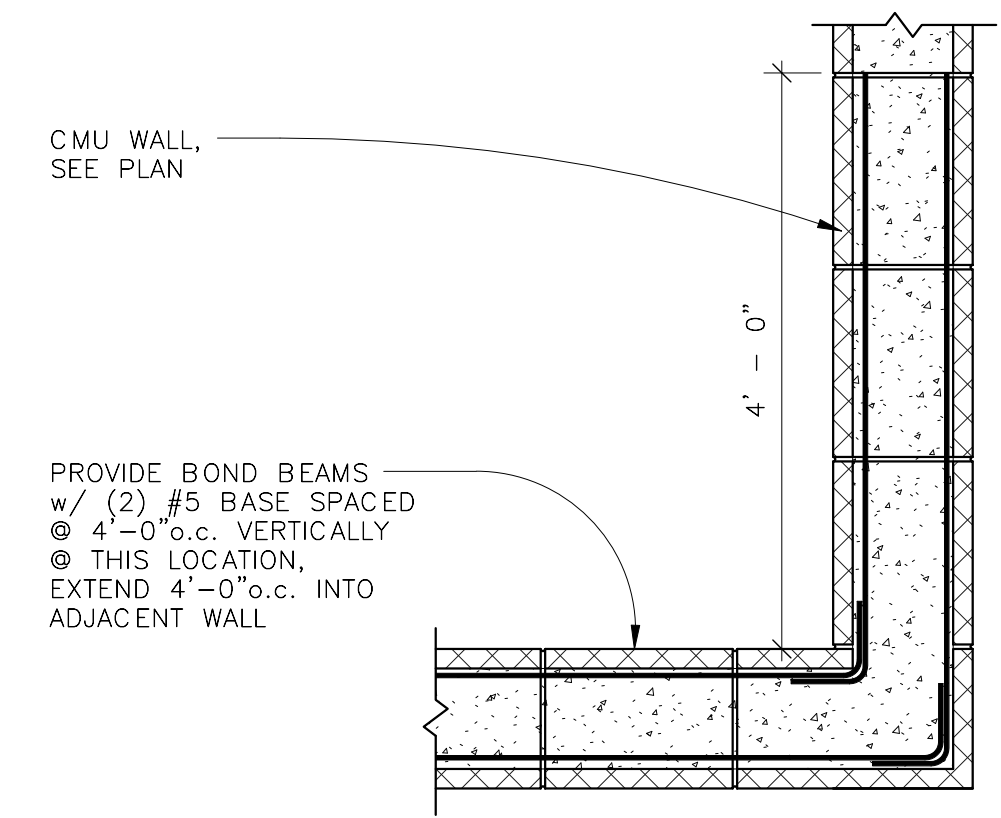 CMU WALL,
SEE PLAN
4' - 0"
PROVIDE BOND BEAMS
w/ (2) #5 BASE SPACED
@ 4'-0"o.c. VERTICALLY
@ THIS LOCATION,
EXTEND 4'-0"o.c. INTO
ADJACENT WALL